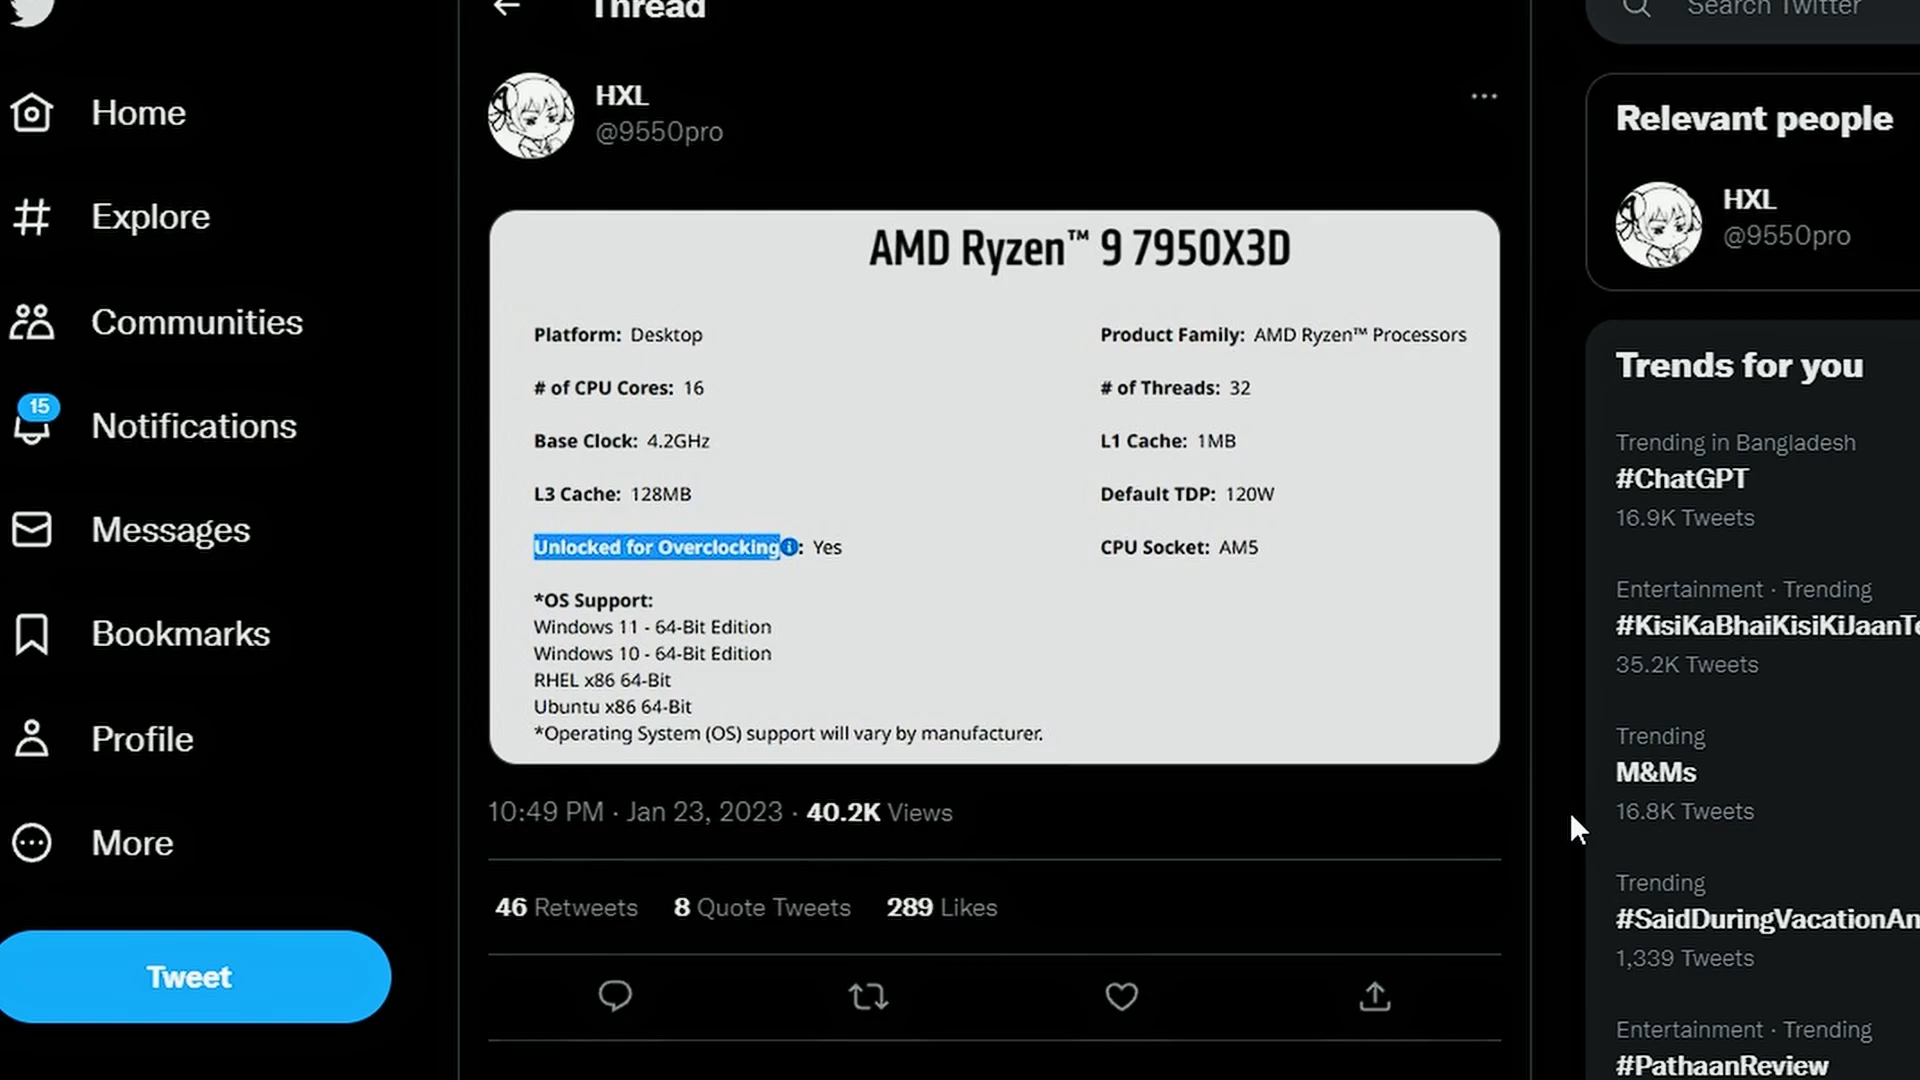 Thread
Search Twitter
Home
Explore
Communities
15
Notifications
Messages
Bookmarks
Profile
More
Tweet
HXL
@9550pro
AMD Ryzen™ 9 7950X3D
Platform: Desktop
Product Family: AMD Ryzen™ Processors
# of CPU Cores: 16
# of Threads: 32
Base Clock: 4.2GHz
L1 Cache: 1MB
L3 Cache: 128MB
Default TDP: 120W
Unlocked for Overclocking: Yes
CPU Socket: AM5
*OS Support:
Windows 11 - 64-Bit Edition
Windows 10 - 64-Bit Edition
RHEL x86 64-Bit
Ubuntu x86 64-Bit
*Operating System (OS) support will vary by manufacturer.
10:49 PM · Jan 23, 2023 · 40.2K Views
46 Retweets 8 Quote Tweets 289 Likes
Relevant people
HXL
@9550pro
Trends for you
Trending in Bangladesh
#ChatGPT
16.9K Tweets
Entertainment · Trending
#KisiKaBhaiKisiKiJaanTe
35.2K Tweets
Trending
M&Ms
16.8K Tweets
Trending
#SaidDuringVacationAn
1,339 Tweets
Entertainment · Trending
#PathaanReview